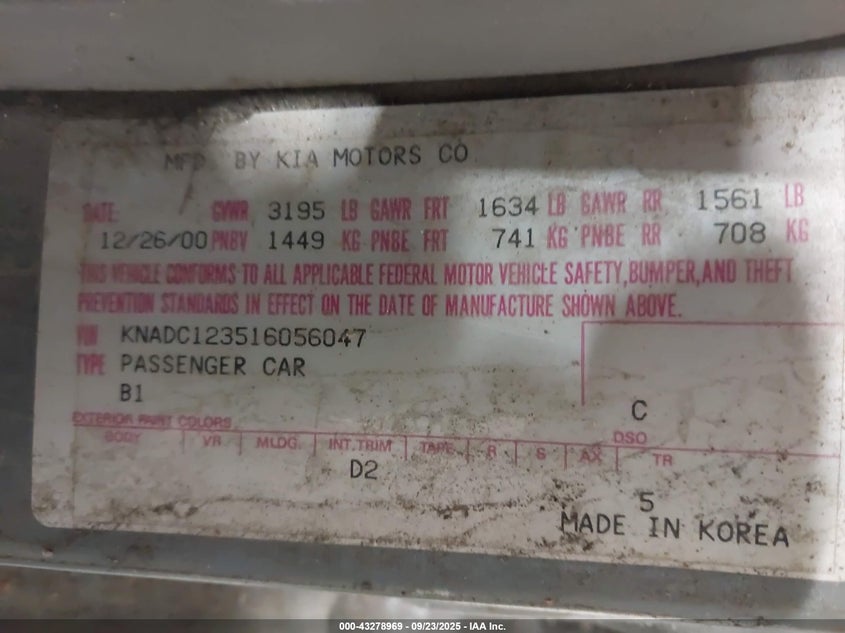 MFD. BY KIA MOTORS CO
DATE GVWR 3195 LB GAWR FRT 1634 LB GAWR RR 1561 LB
12/26/00 PNBV 1449 KG PNBE FRT 741 KG PNBE RR 708 KG
THIS VEHICLE CONFORMS TO ALL APPLICABLE FEDERAL MOTOR VEHICLE SAFETY,BUMPER,AND THEFT
PREVENTION STANDARDS IN EFFECT ON THE DATE OF MANUFACTURE SHOWN ABOVE.
VIN KNADC123516056047
TYPE PASSENGER CAR
B1
C
EXTERIOR PAINT COLORS
DSO
BODY VR MLDG. INT.TRIM TAPE R S AX TR
D2
5
MADE IN KOREA
000-43278969 - 09/23/2025 - IAA Inc.